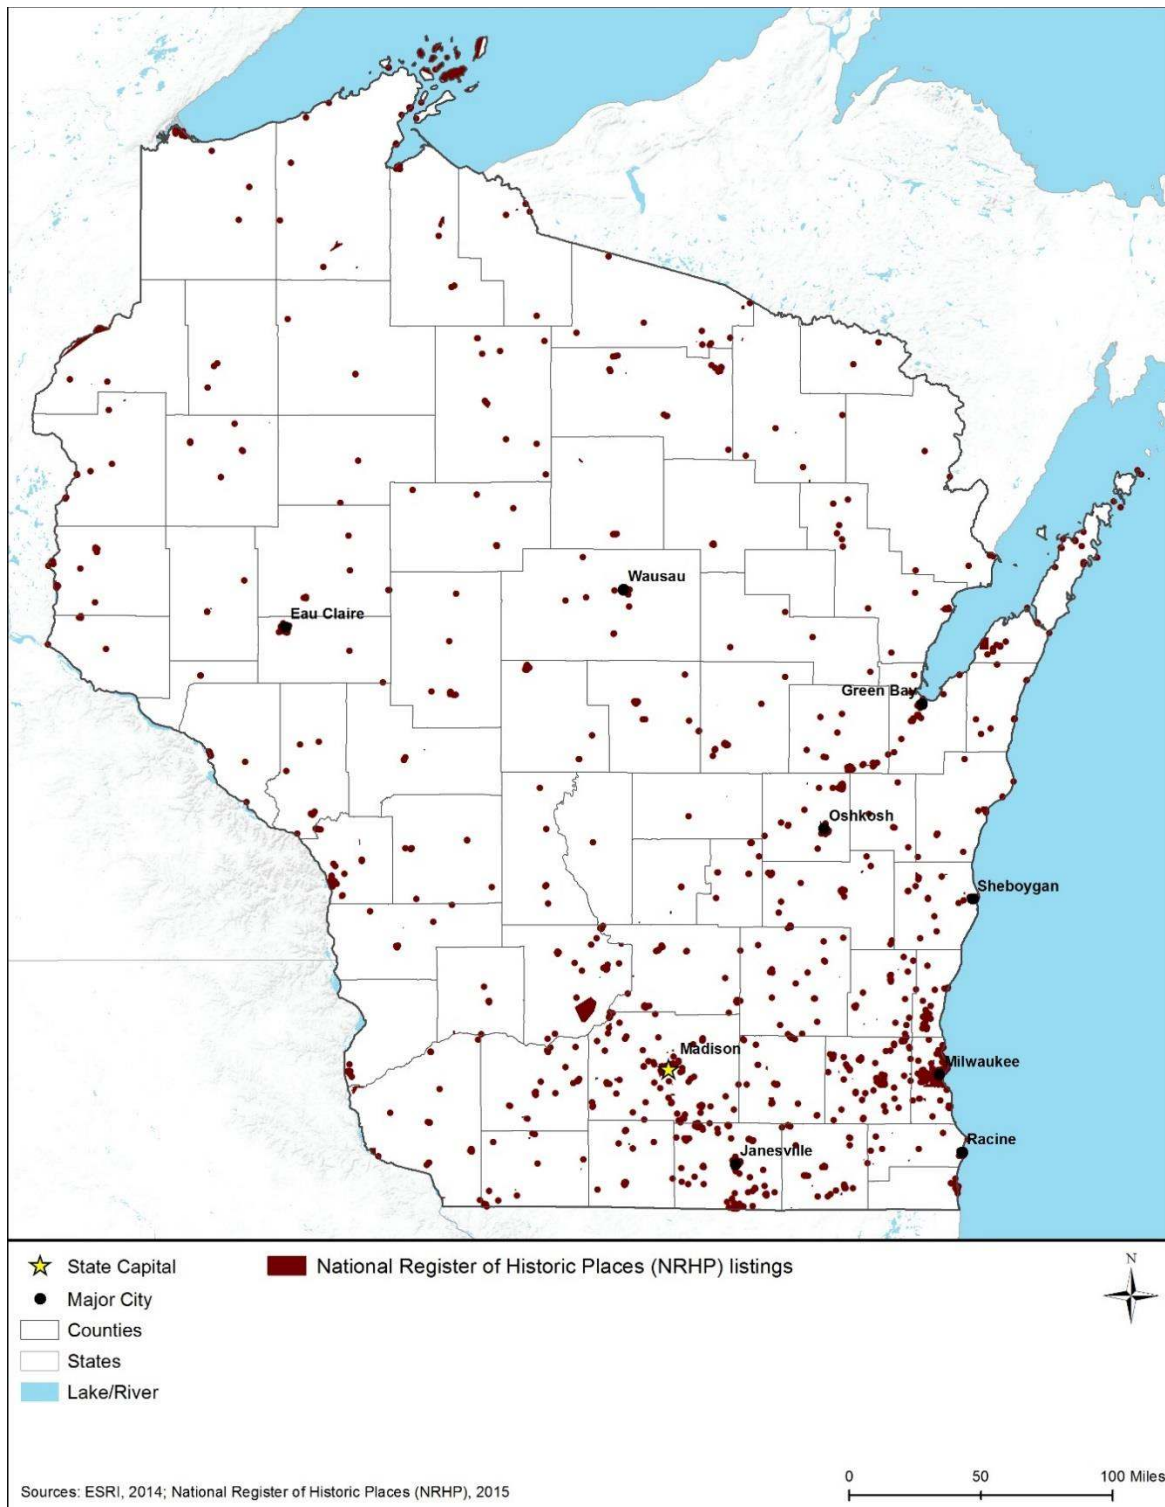 Wausau
Eau Claire
Green Bay
Oshkosh
Sheboygan
Madison
Milwaukee
Racine
Janesville
State Capital
National Register of Historic Places (NRHP) listings
N
Major City
Counties
States
Lake/River
0 50 100 Miles
Sources: ESRI, 2014; National Register of Historic Places (NRHP), 2015